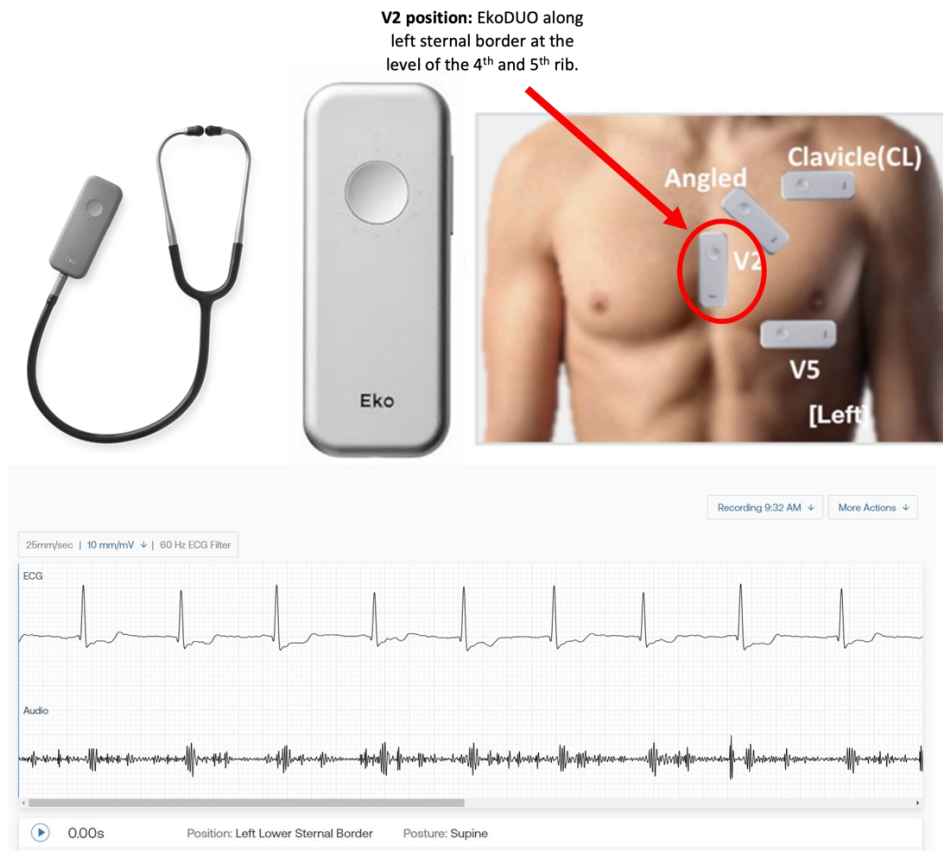 V2 position: EkoDUO along
left sternal border at the
level of the 4th and 5th rib.
Eko
Angled
Clavicle(CL)
V2
V5
[Left]
Recording 9:32 AM ↓
More Actions ↓
25mm/sec | 10 mm/mV ↓ | 60 Hz ECG Filter
ECG
Audio
0.00s
Position: Left Lower Sternal Border
Posture: Supine